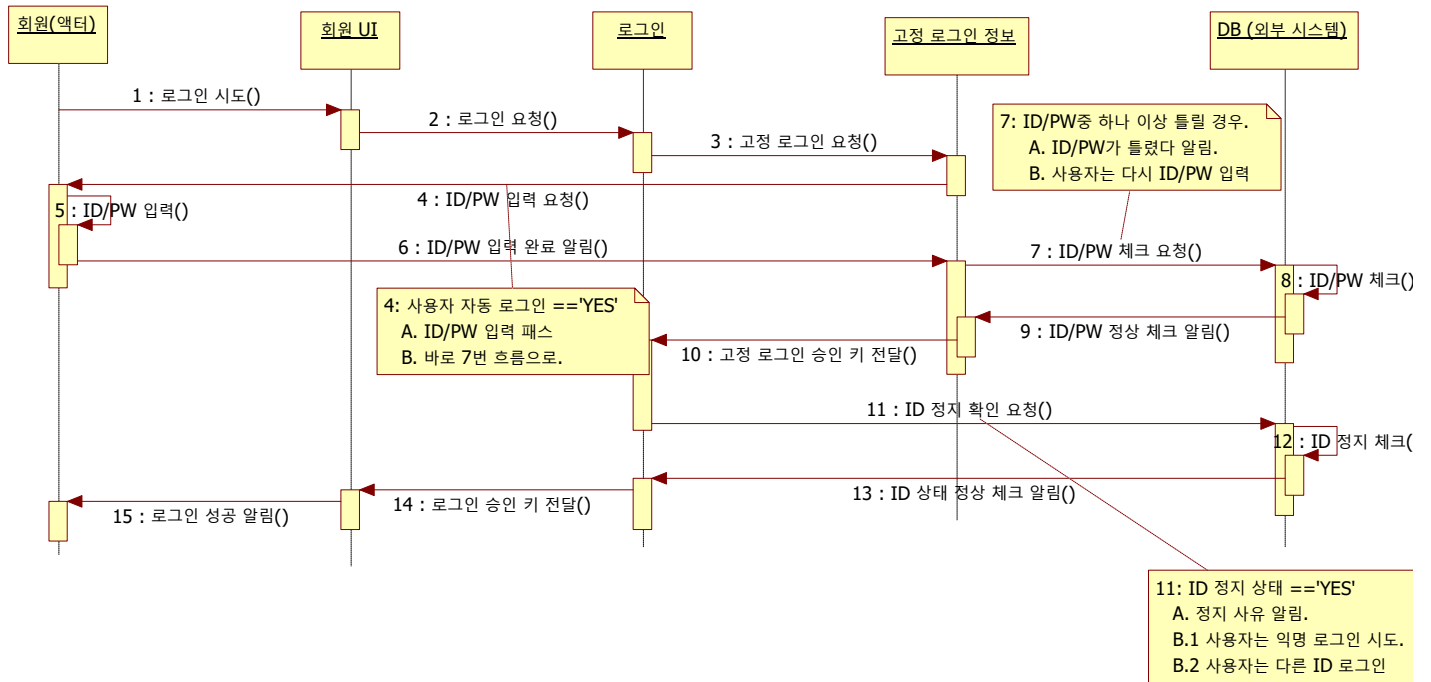 회원(액터)
회원 UI
로그인
고정 로그인 정보
DB (외부 시스템)
1 : 로그인 시도()
2 : 로그인 요청()
3 : 고정 로그인 요청()
7: ID/PW중 하나 이상 틀릴 경우.
A. ID/PW가 틀렸다 알림.
B. 사용자는 다시 ID/PW 입력
4 : ID/PW 입력 요청()
5 : ID/PW 입력()
6 : ID/PW 입력 완료 알림()
7 : ID/PW 체크 요청()
8 : ID/PW 체크()
4: 사용자 자동 로그인 =='YES'
A. ID/PW 입력 패스
B. 바로 7번 흐름으로.
9 : ID/PW 정상 체크 알림()
10 : 고정 로그인 승인 키 전달()
11 : ID 정지 확인 요청()
12 : ID 정지 체크(
13 : ID 상태 정상 체크 알림()
14 : 로그인 승인 키 전달()
15 : 로그인 성공 알림()
11: ID 정지 상태 =='YES'
A. 정지 사유 알림.
B.1 사용자는 익명 로그인 시도.
B.2 사용자는 다른 ID 로그인